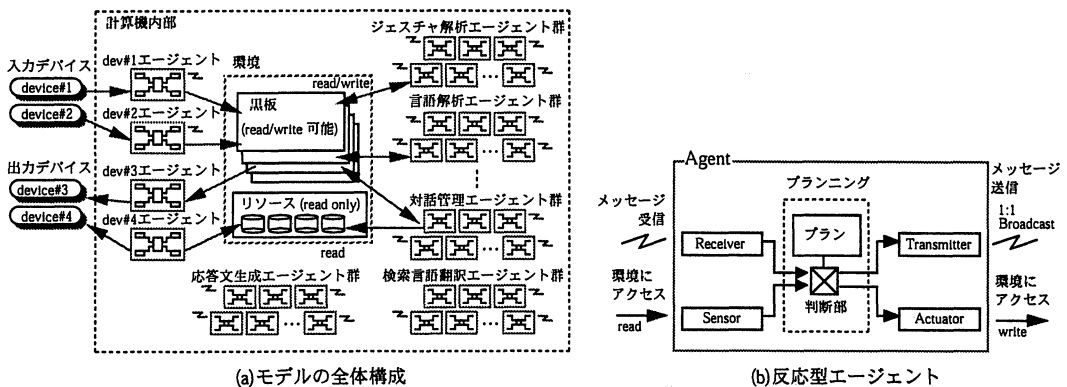 計算機内部
ジェスチャ解析エージェント群
dev#1エージェント
環境
入力デバイス
device#1
read/write
黒板
(read/write 可能)
言語解析エージェント群
dev#2エージェント
device#2
出力デバイス
dev#3エージェント
device#3
リソース (read only)
対話管理エージェント群
dev#4エージェント
device#4
read
応答文生成エージェント群
検索言語翻訳エージェント群
(a)モデルの全体構成
Agent
プランニング
メッセージ
受信
メッセージ
送信
1:1
Broadcast
Receiver
プラン
Transmitter
環境に
アクセス
read
Sensor
判断部
Actuator
環境に
アクセス
write
(b)反応型エージェント